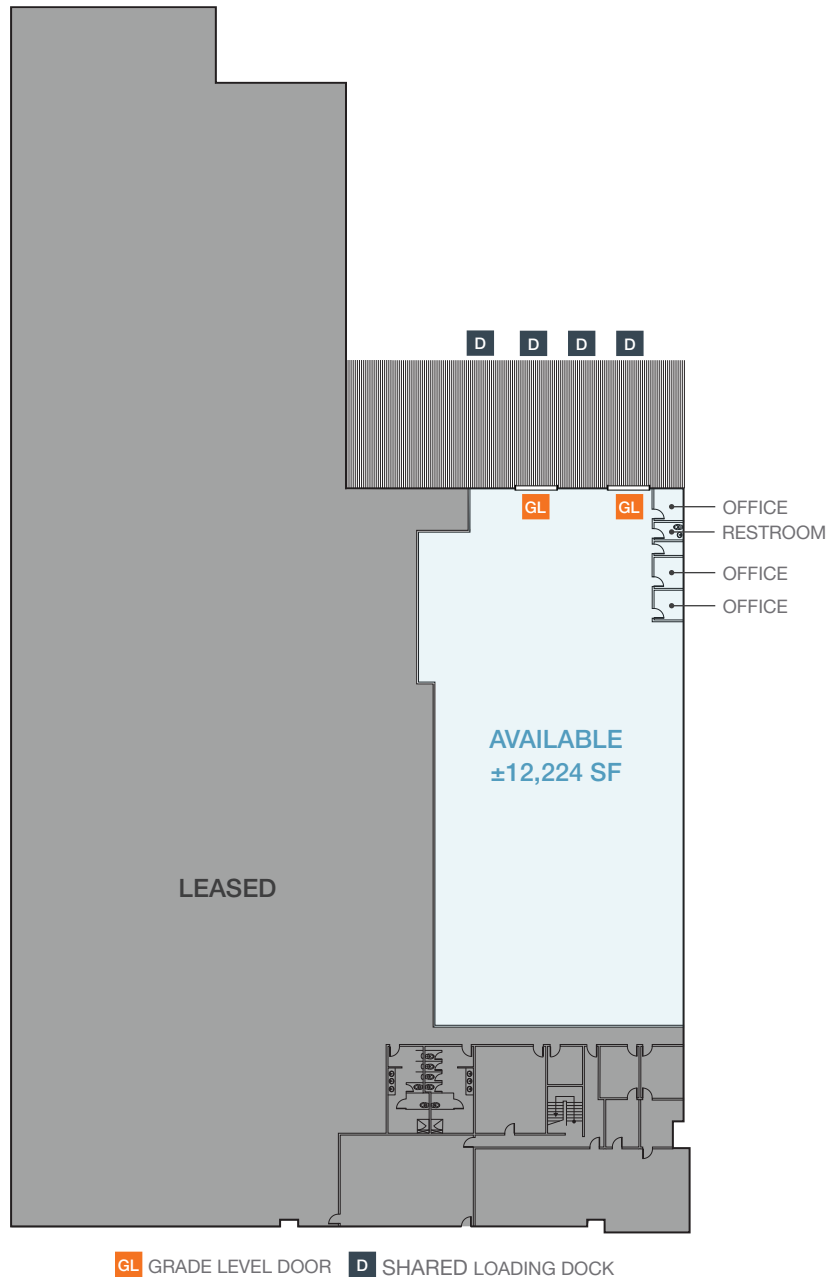 D D D D
GL GL
OFFICE
RESTROOM
OFFICE
OFFICE
AVAILABLE
±12,224 SF
LEASED
GL GRADE LEVEL DOOR D SHARED LOADING DOCK